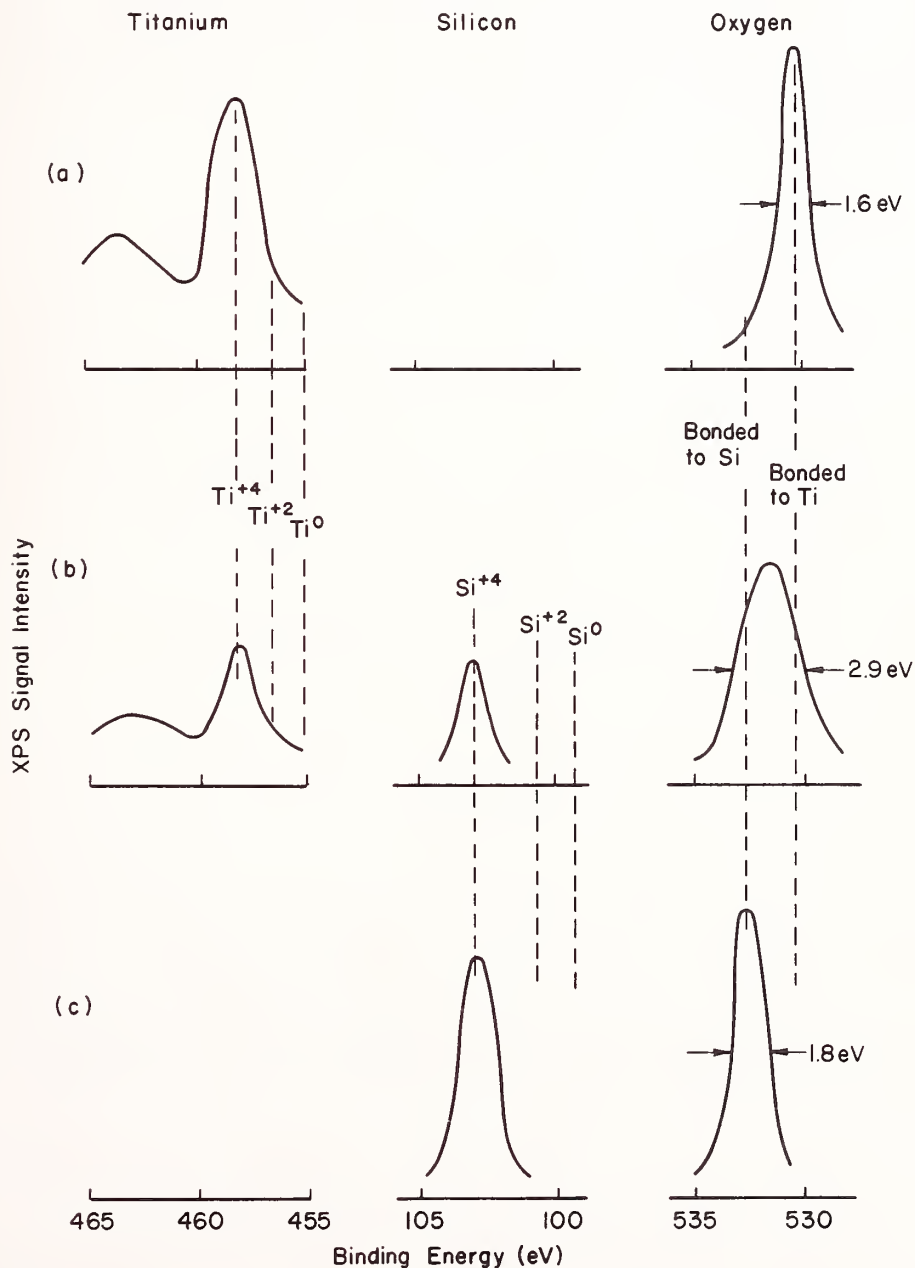 Titanium Silicon Oxygen
(a)
1.6 eV
Bonded
to Si
Bonded
to Ti
Ti+4
Ti+2
Ti0
(b)
Si+4
Si+2
Si0
2.9 eV
(c)
1.8 eV
465 460 455 105 100 535 530
Binding Energy (eV)
XPS Signal Intensity